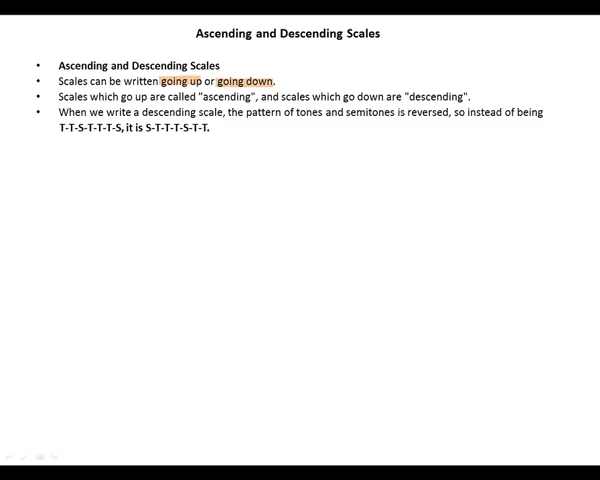 Ascending and Descending Scales
• Ascending and Descending Scales
• Scales can be written going up or going down.
• Scales which go up are called "ascending", and scales which go down are "descending".
• When we write a descending scale, the pattern of tones and semitones is reversed, so instead of being
T-T-S-T-T-T-S, it is S-T-T-T-S-T-T.